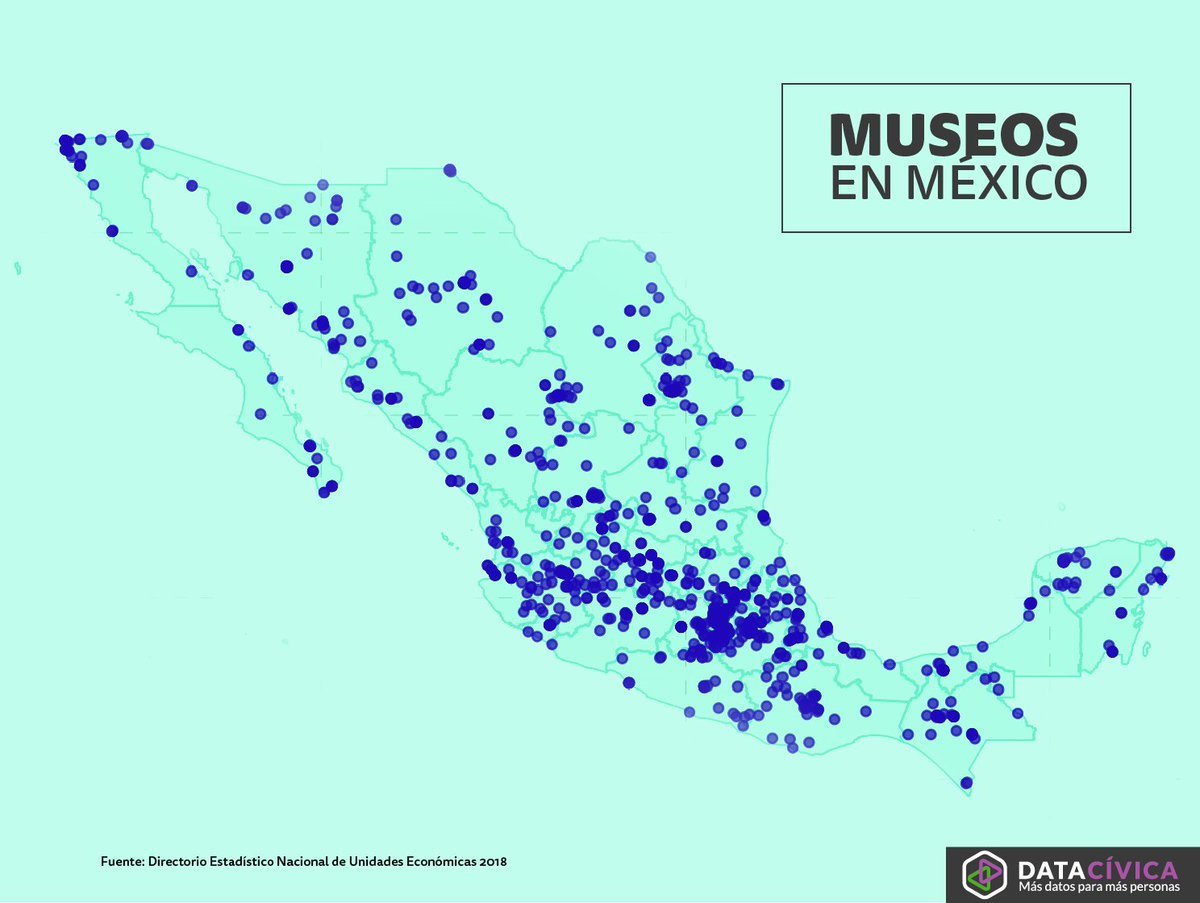 MUSEOS
EN MÉXICO
Fuente: Directorio Estadístico Nacional de Unidades Económicas 2018
DATACÍVICA
Más datos para más personas